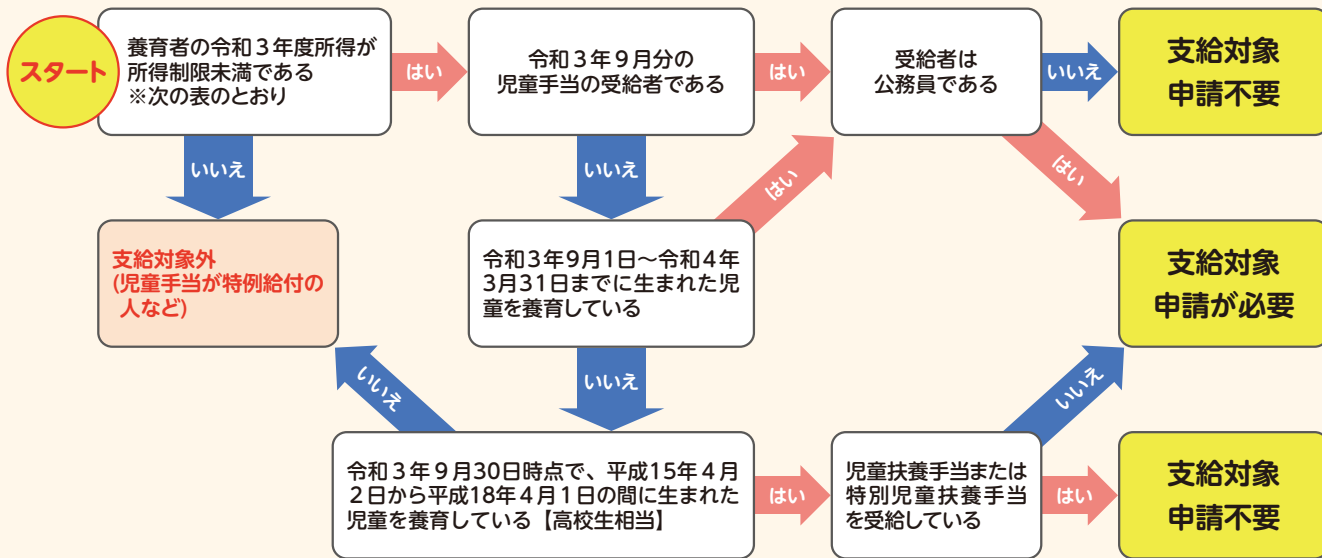 スタート
養育者の令和３年度所得が
所得制限未満である
※次の表のとおり
はい
令和３年９月分の
児童手当の受給者である
はい
受給者は
公務員である
いいえ
支給対象
申請不要
いいえ
いいえ
はい
はい
支給対象外
(児童手当が特例給付の
人など)
令和３年９月１日～令和４年
３月31日までに生まれた児
童を養育している
支給対象
申請が必要
いいえ
いいえ
いいえ
令和３年９月30日時点で、平成15年４月
２日から平成18年４月１日の間に生まれた
児童を養育している【高校生相当】
はい
児童扶養手当または
特別児童扶養手当
を受給している
はい
支給対象
申請不要